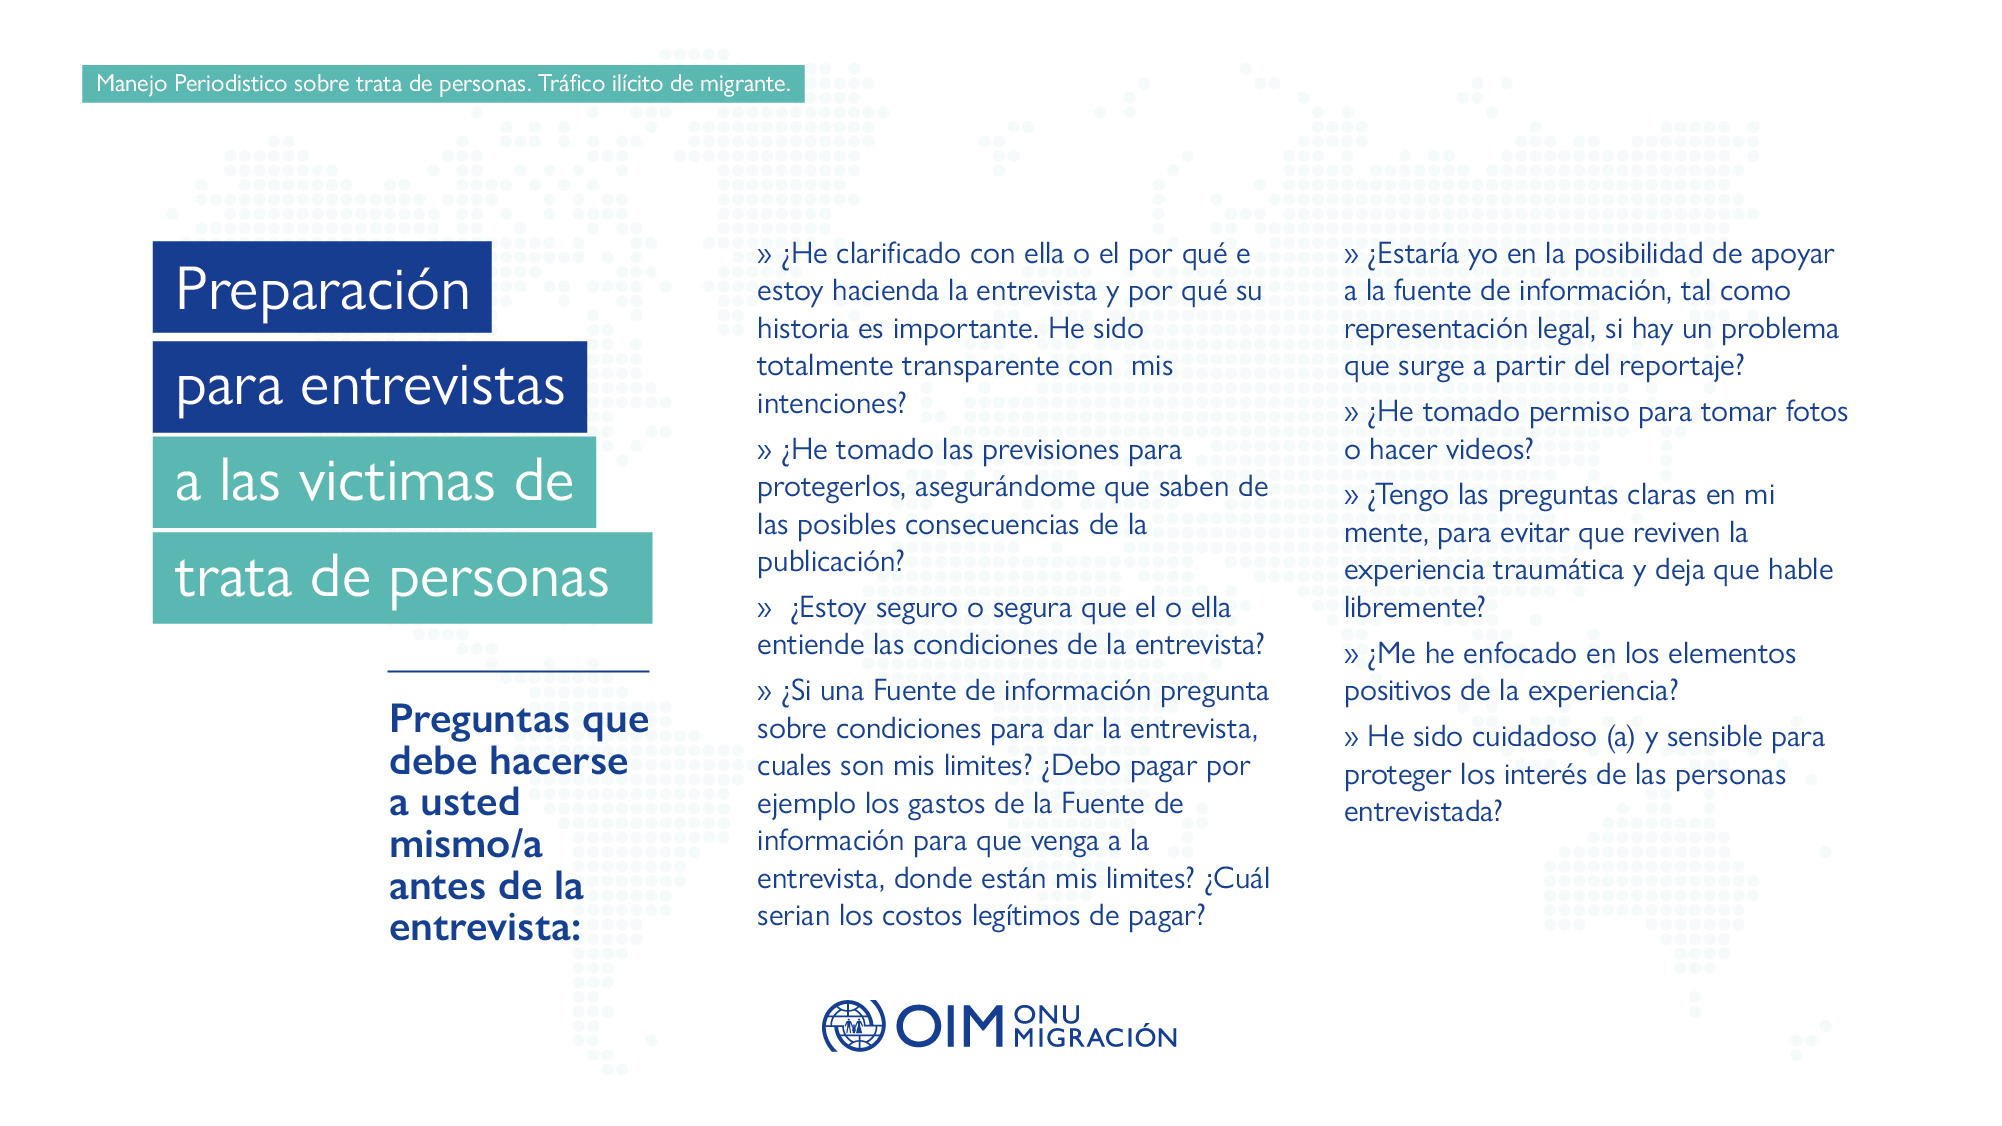 Manejo Periodistico sobre trata de personas. Tráfico ilícito de migrante.
Preparación
para entrevistas
a las victimas de
trata de personas
Preguntas que
debe hacerse
a usted
mismo/a
antes de la
entrevista:
» ¿He clarificado con ella o el por qué e
estoy hacienda la entrevista y por qué su
historia es importante. He sido
totalmente transparente con  mis
intenciones?
» ¿He tomado las previsiones para
protegerlos, asegurándome que saben de
las posibles consecuencias de la
publicación?
»  ¿Estoy seguro o segura que el o ella
entiende las condiciones de la entrevista?
» ¿Si una Fuente de información pregunta
sobre condiciones para dar la entrevista,
cuales son mis limites? ¿Debo pagar por
ejemplo los gastos de la Fuente de
información para que venga a la
entrevista, donde están mis limites? ¿Cuál
serian los costos legítimos de pagar?
» ¿Estaría yo en la posibilidad de apoyar
a la fuente de información, tal como
representación legal, si hay un problema
que surge a partir del reportaje?
» ¿He tomado permiso para tomar fotos
o hacer videos?
» ¿Tengo las preguntas claras en mi
mente, para evitar que reviven la
experiencia traumática y deja que hable
libremente?
» ¿Me he enfocado en los elementos
positivos de la experiencia?
» He sido cuidadoso (a) y sensible para
proteger los interés de las personas
entrevistada?
OIM ONU
MIGRACIÓN